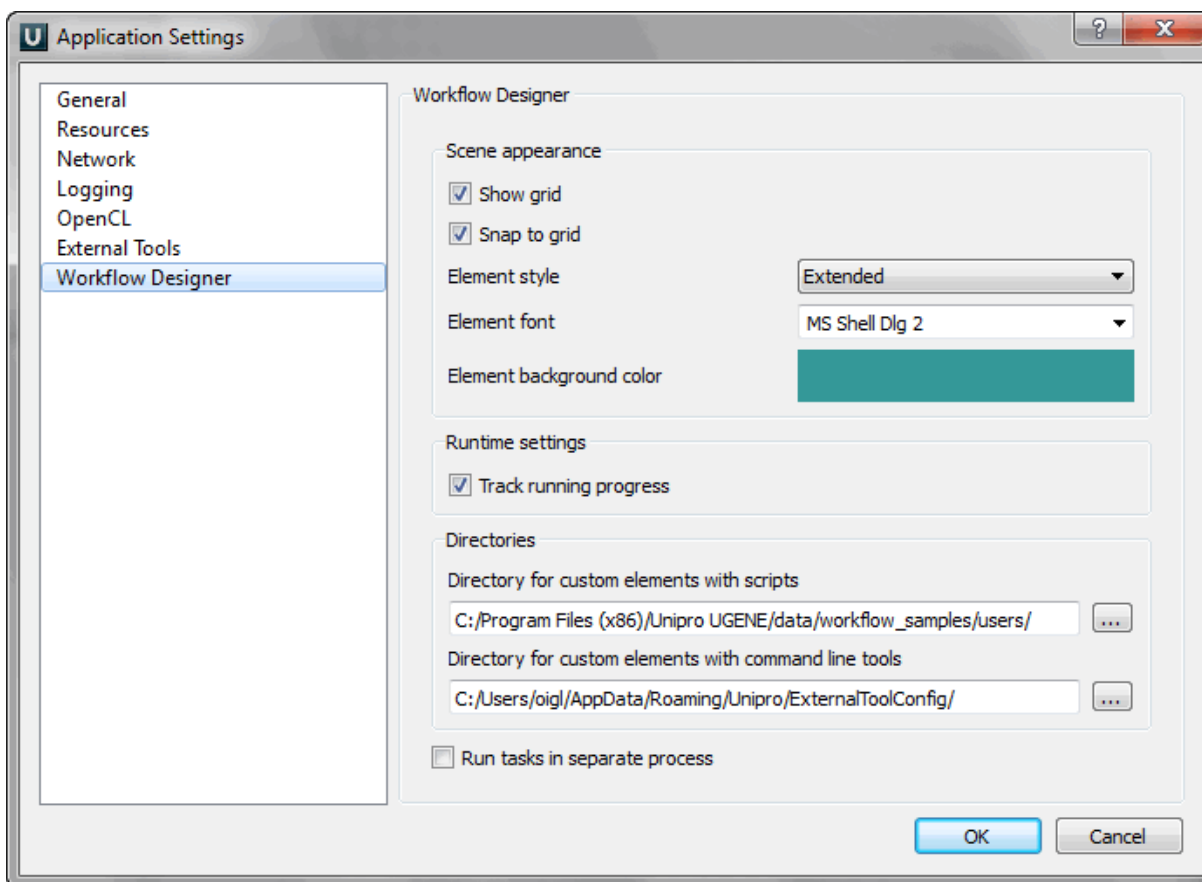 U Application Settings
General
Resources
Network
Logging
OpenCL
External Tools
Workflow Designer
Workflow Designer
Scene appearance
Show grid
Snap to grid
Element style Extended
Element font MS Shell Dlg 2
Element background color
Runtime settings
Track running progress
Directories
Directory for custom elements with scripts
C:/Program Files (x86)/Unipro UGENE/data/workflow_samples/users/ ...
Directory for custom elements with command line tools
C:/Users/oigl/AppData/Roaming/Unipro/ExternalToolConfig/ ...
Run tasks in separate process
OK Cancel